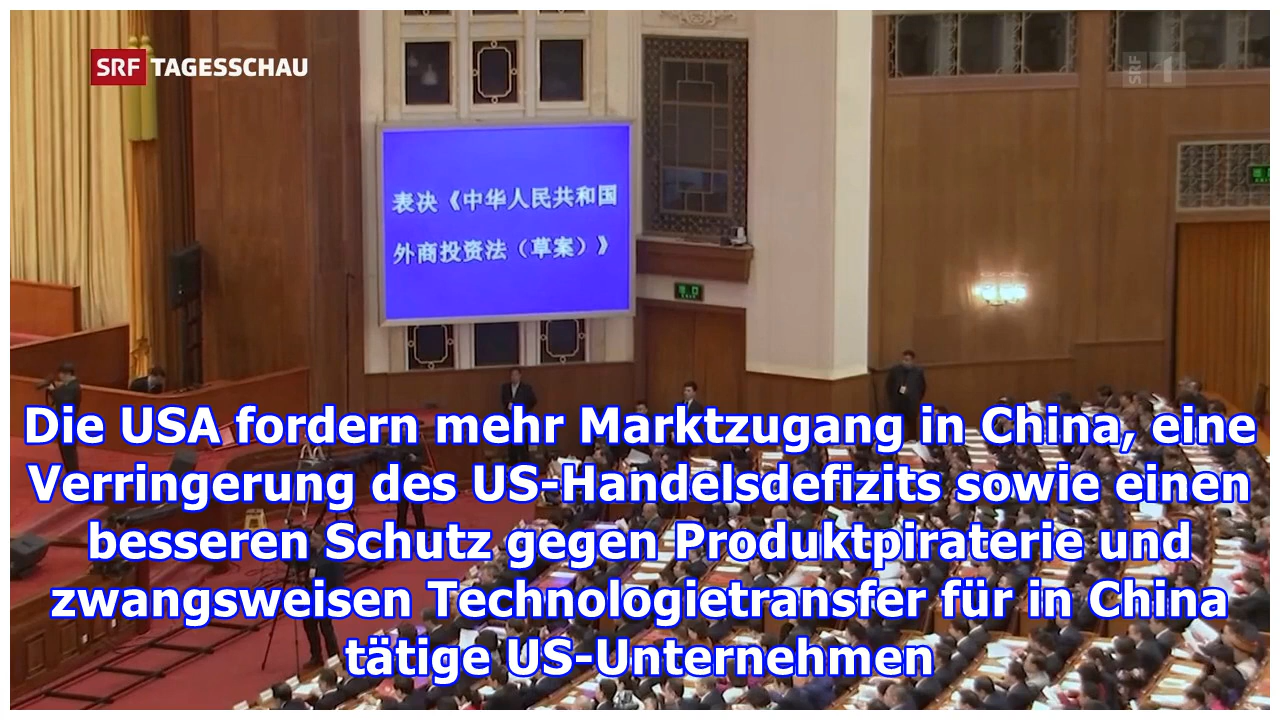 SRF TAGESSCHAU
SRF 1
表决《中华人民共和国
外商投资法（草案）》
Die USA fordern mehr Marktzugang in China, eine
Verringerung des US-Handelsdefizits sowie einen
besseren Schutz gegen Produktpiraterie und
zwangsweisen Technologietransfer für in China
tätige US-Unternehmen